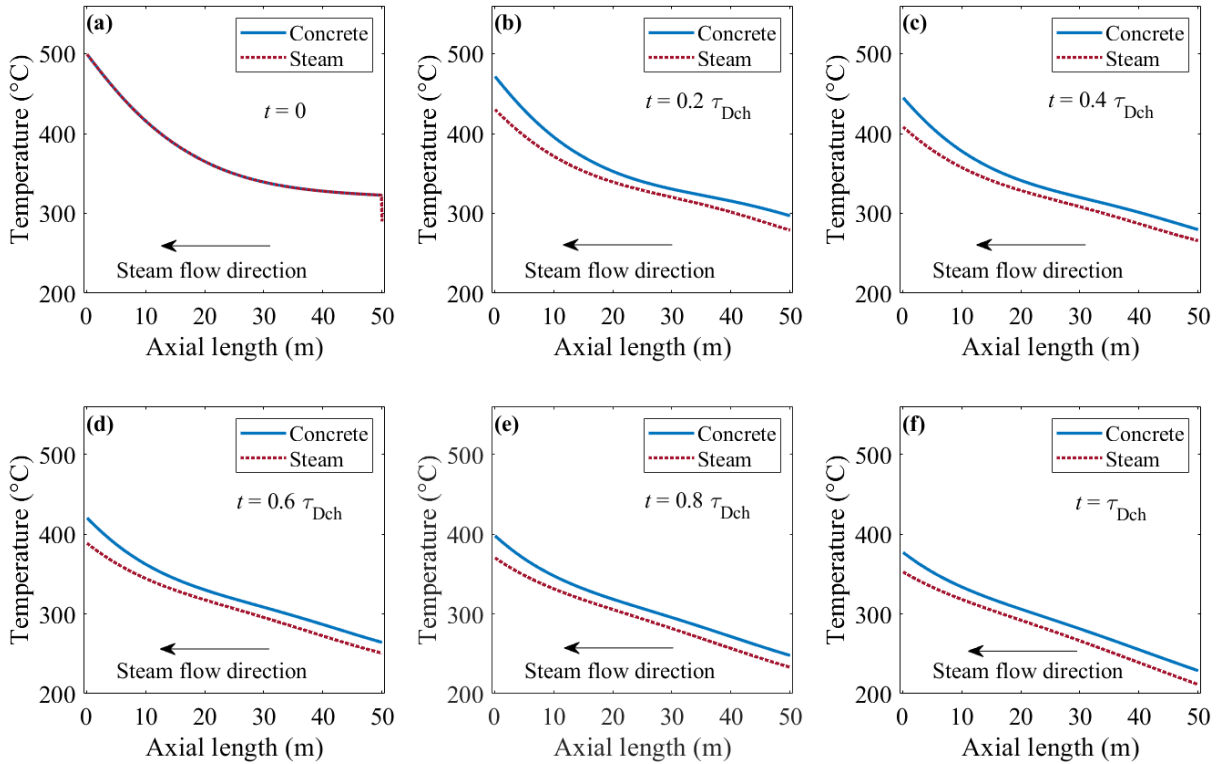 (a)
Concrete
Steam
t = 0
500
400
300
200
Temperature (°C)
Steam flow direction
0 10 20 30 40 50
Axial length (m)
(b)
Concrete
Steam
t = 0.2 τDch
500
400
300
200
Temperature (°C)
Steam flow direction
0 10 20 30 40 50
Axial length (m)
(c)
Concrete
Steam
t = 0.4 τDch
500
400
300
200
Temperature (°C)
Steam flow direction
0 10 20 30 40 50
Axial length (m)
(d)
Concrete
Steam
t = 0.6 τDch
500
400
300
200
Temperature (°C)
Steam flow direction
0 10 20 30 40 50
Axial length (m)
(e)
Concrete
Steam
t = 0.8 τDch
500
400
300
200
Temperature (°C)
Steam flow direction
0 10 20 30 40 50
Axial length (m)
(f)
Concrete
Steam
t = τDch
500
400
300
200
Temperature (°C)
Steam flow direction
0 10 20 30 40 50
Axial length (m)